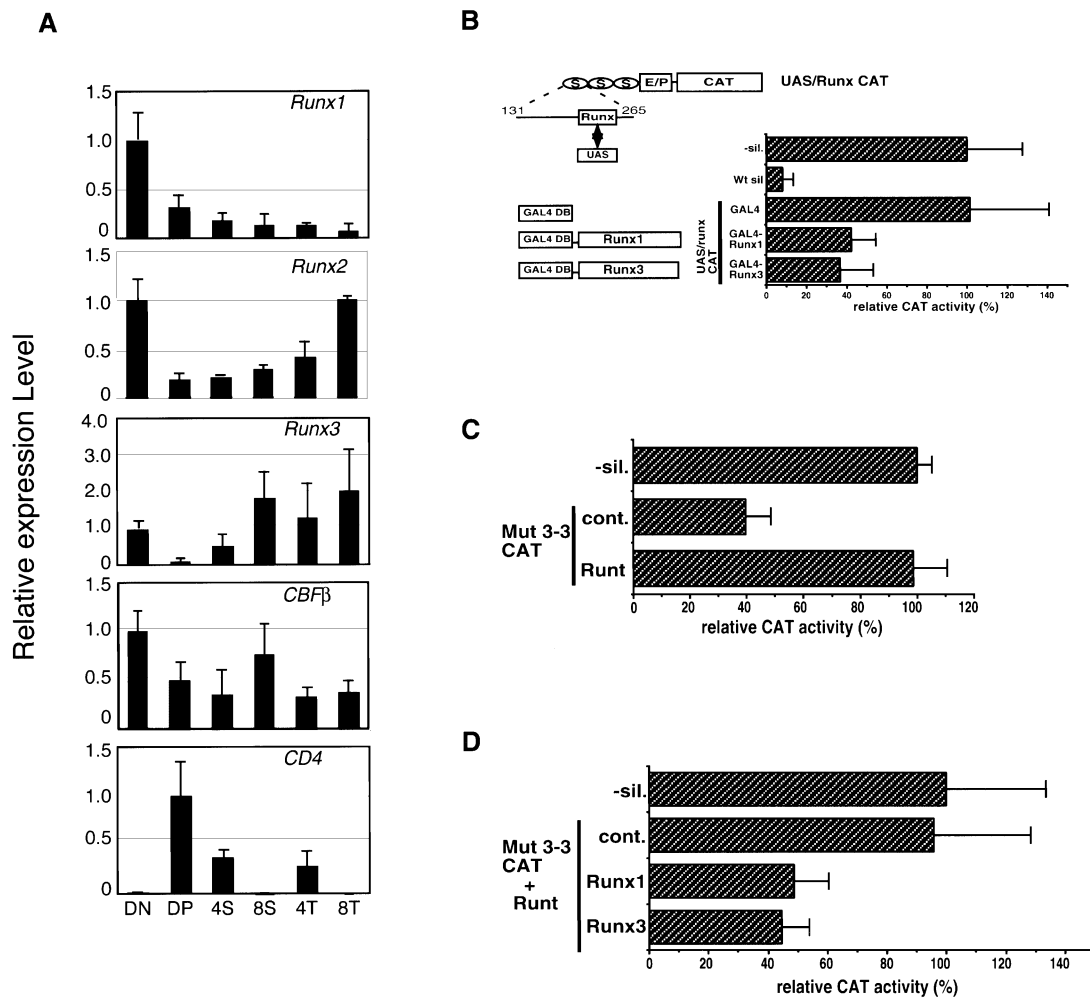 A
Relative expression Level
1.5
1.0
0.5
0
Runx1
1.5
1.0
0.5
0
Runx2
4.0
3.0
2.0
1.0
0
Runx3
1.5
1.0
0.5
0
CBFβ
1.5
1.0
0.5
0
CD4
DN DP 4S 8S 4T 8T
B
S S S E/P CAT UAS/Runx CAT
131 Runx 265
UAS
GAL4 DB
GAL4 DB Runx1
GAL4 DB Runx3
-sil.
Wt sil
GAL4
GAL4-
Runx1
GAL4-
Runx3
UAS/runx
CAT
0 20 40 60 80 100 120 140
relative CAT activity (%)
C
-sil.
cont.
Runt
Mut 3-3
CAT
0 20 40 60 80 100 120
relative CAT activity (%)
D
-sil.
cont.
Runx1
Runx3
Mut 3-3
CAT
+
Runt
0 20 40 60 80 100 120 140
relative CAT activity (%)